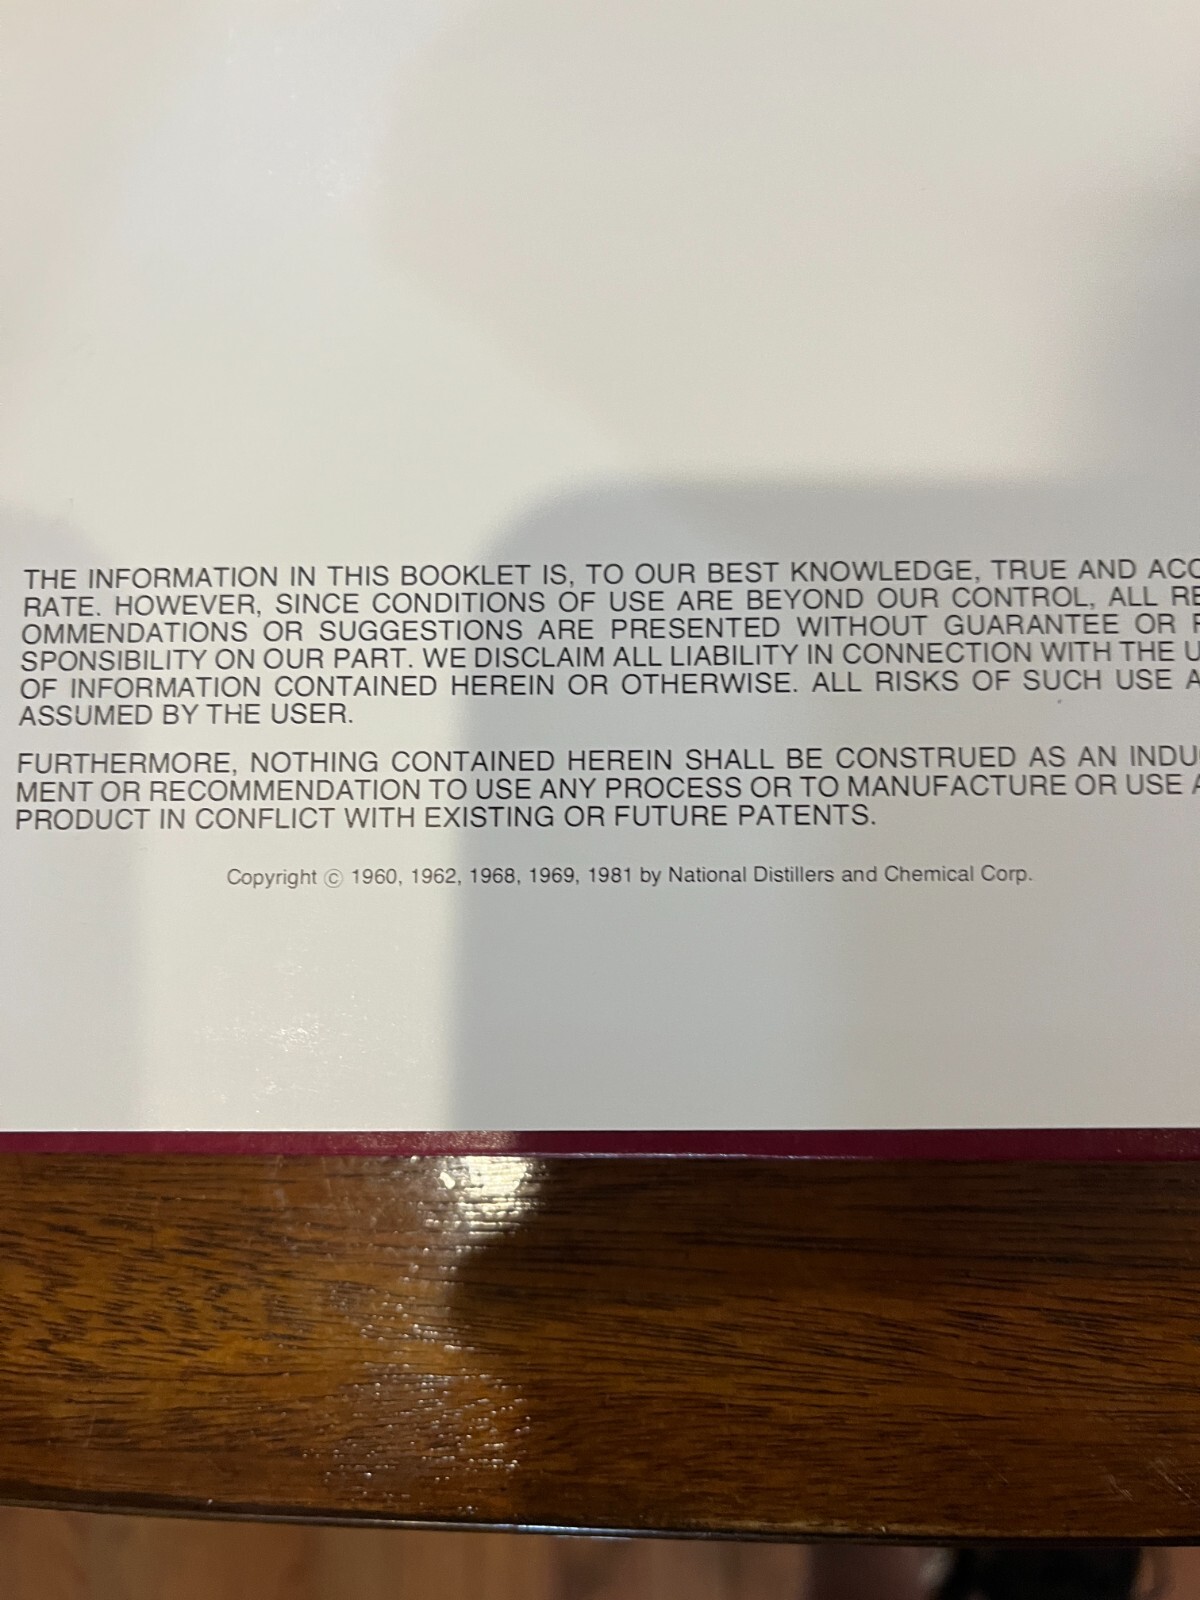 THE INFORMATION IN THIS BOOKLET IS, TO OUR BEST KNOWLEDGE, TRUE AND ACC
RATE. HOWEVER, SINCE CONDITIONS OF USE ARE BEYOND OUR CONTROL, ALL RE
OMMENDATIONS OR SUGGESTIONS ARE PRESENTED WITHOUT GUARANTEE OR R
SPONSIBILITY ON OUR PART. WE DISCLAIM ALL LIABILITY IN CONNECTION WITH THE U
OF INFORMATION CONTAINED HEREIN OR OTHERWISE. ALL RISKS OF SUCH USE A
ASSUMED BY THE USER.
FURTHERMORE, NOTHING CONTAINED HEREIN SHALL BE CONSTRUED AS AN INDU
MENT OR RECOMMENDATION TO USE ANY PROCESS OR TO MANUFACTURE OR USE A
PRODUCT IN CONFLICT WITH EXISTING OR FUTURE PATENTS.
Copyright © 1960, 1962, 1968, 1969, 1981 by National Distillers and Chemical Corp.